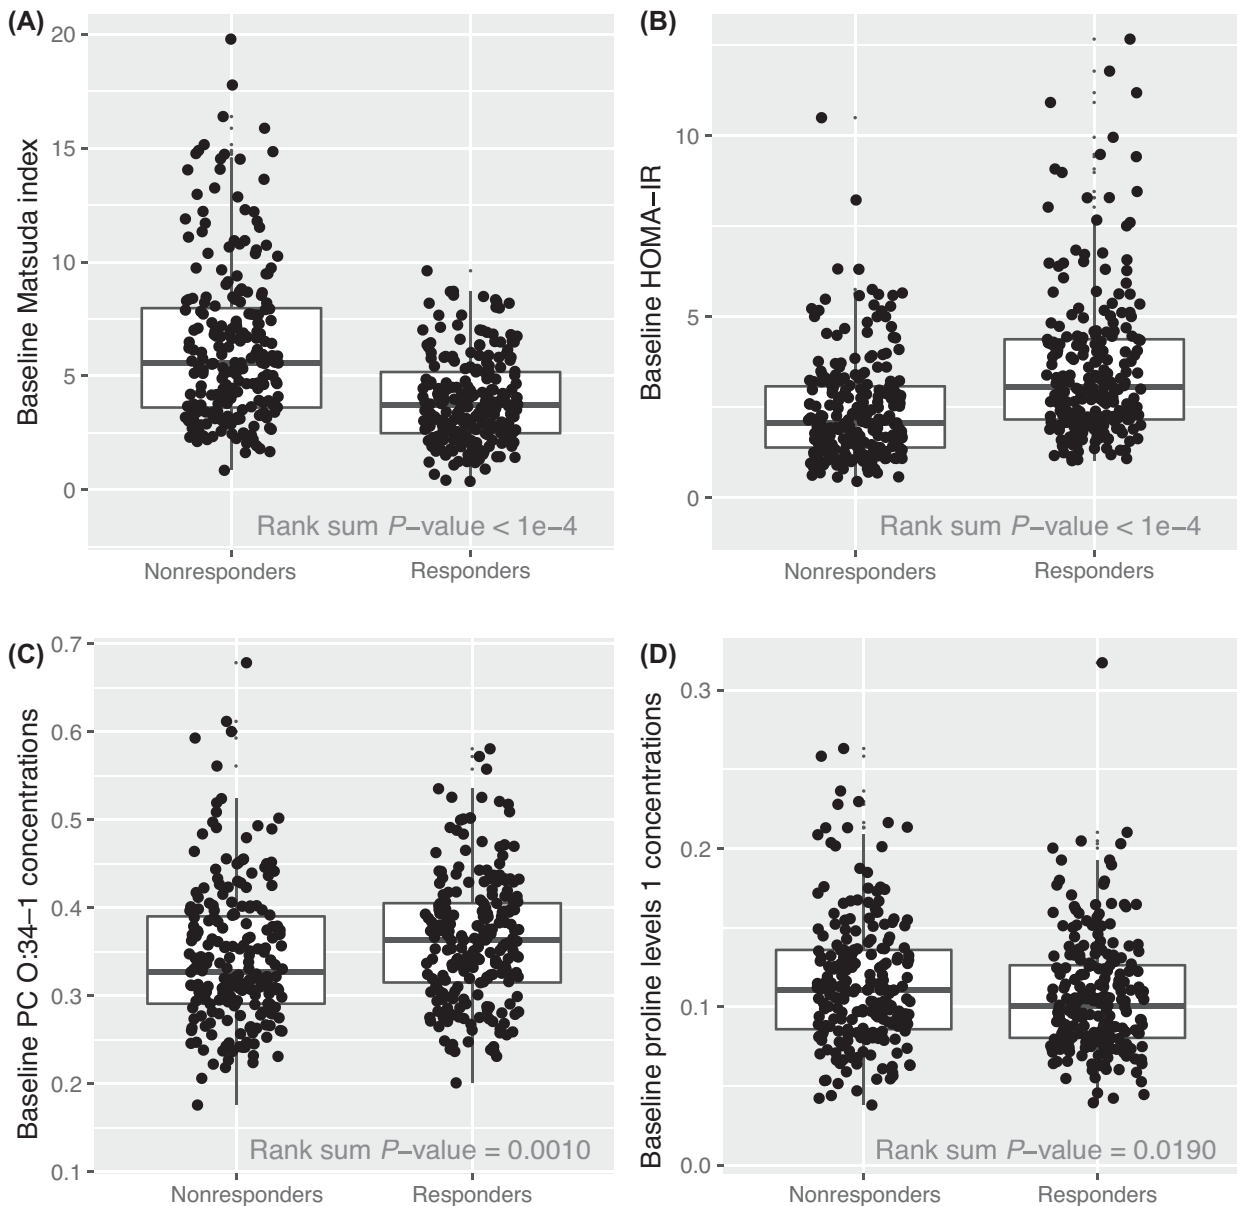 (A)
Baseline Matsuda index
20
15
10
5
0
Rank sum P−value < 1e−4
Nonresponders
Responders
(B)
Baseline HOMA−IR
10
5
0
Rank sum P−value < 1e−4
Nonresponders
Responders
(C)
Baseline PC O:34−1 concentrations
0.7
0.6
0.5
0.4
0.3
0.2
0.1
Rank sum P−value = 0.0010
Nonresponders
Responders
(D)
Baseline proline levels 1 concentrations
0.3
0.2
0.1
0.0
Rank sum P−value = 0.0190
Nonresponders
Responders